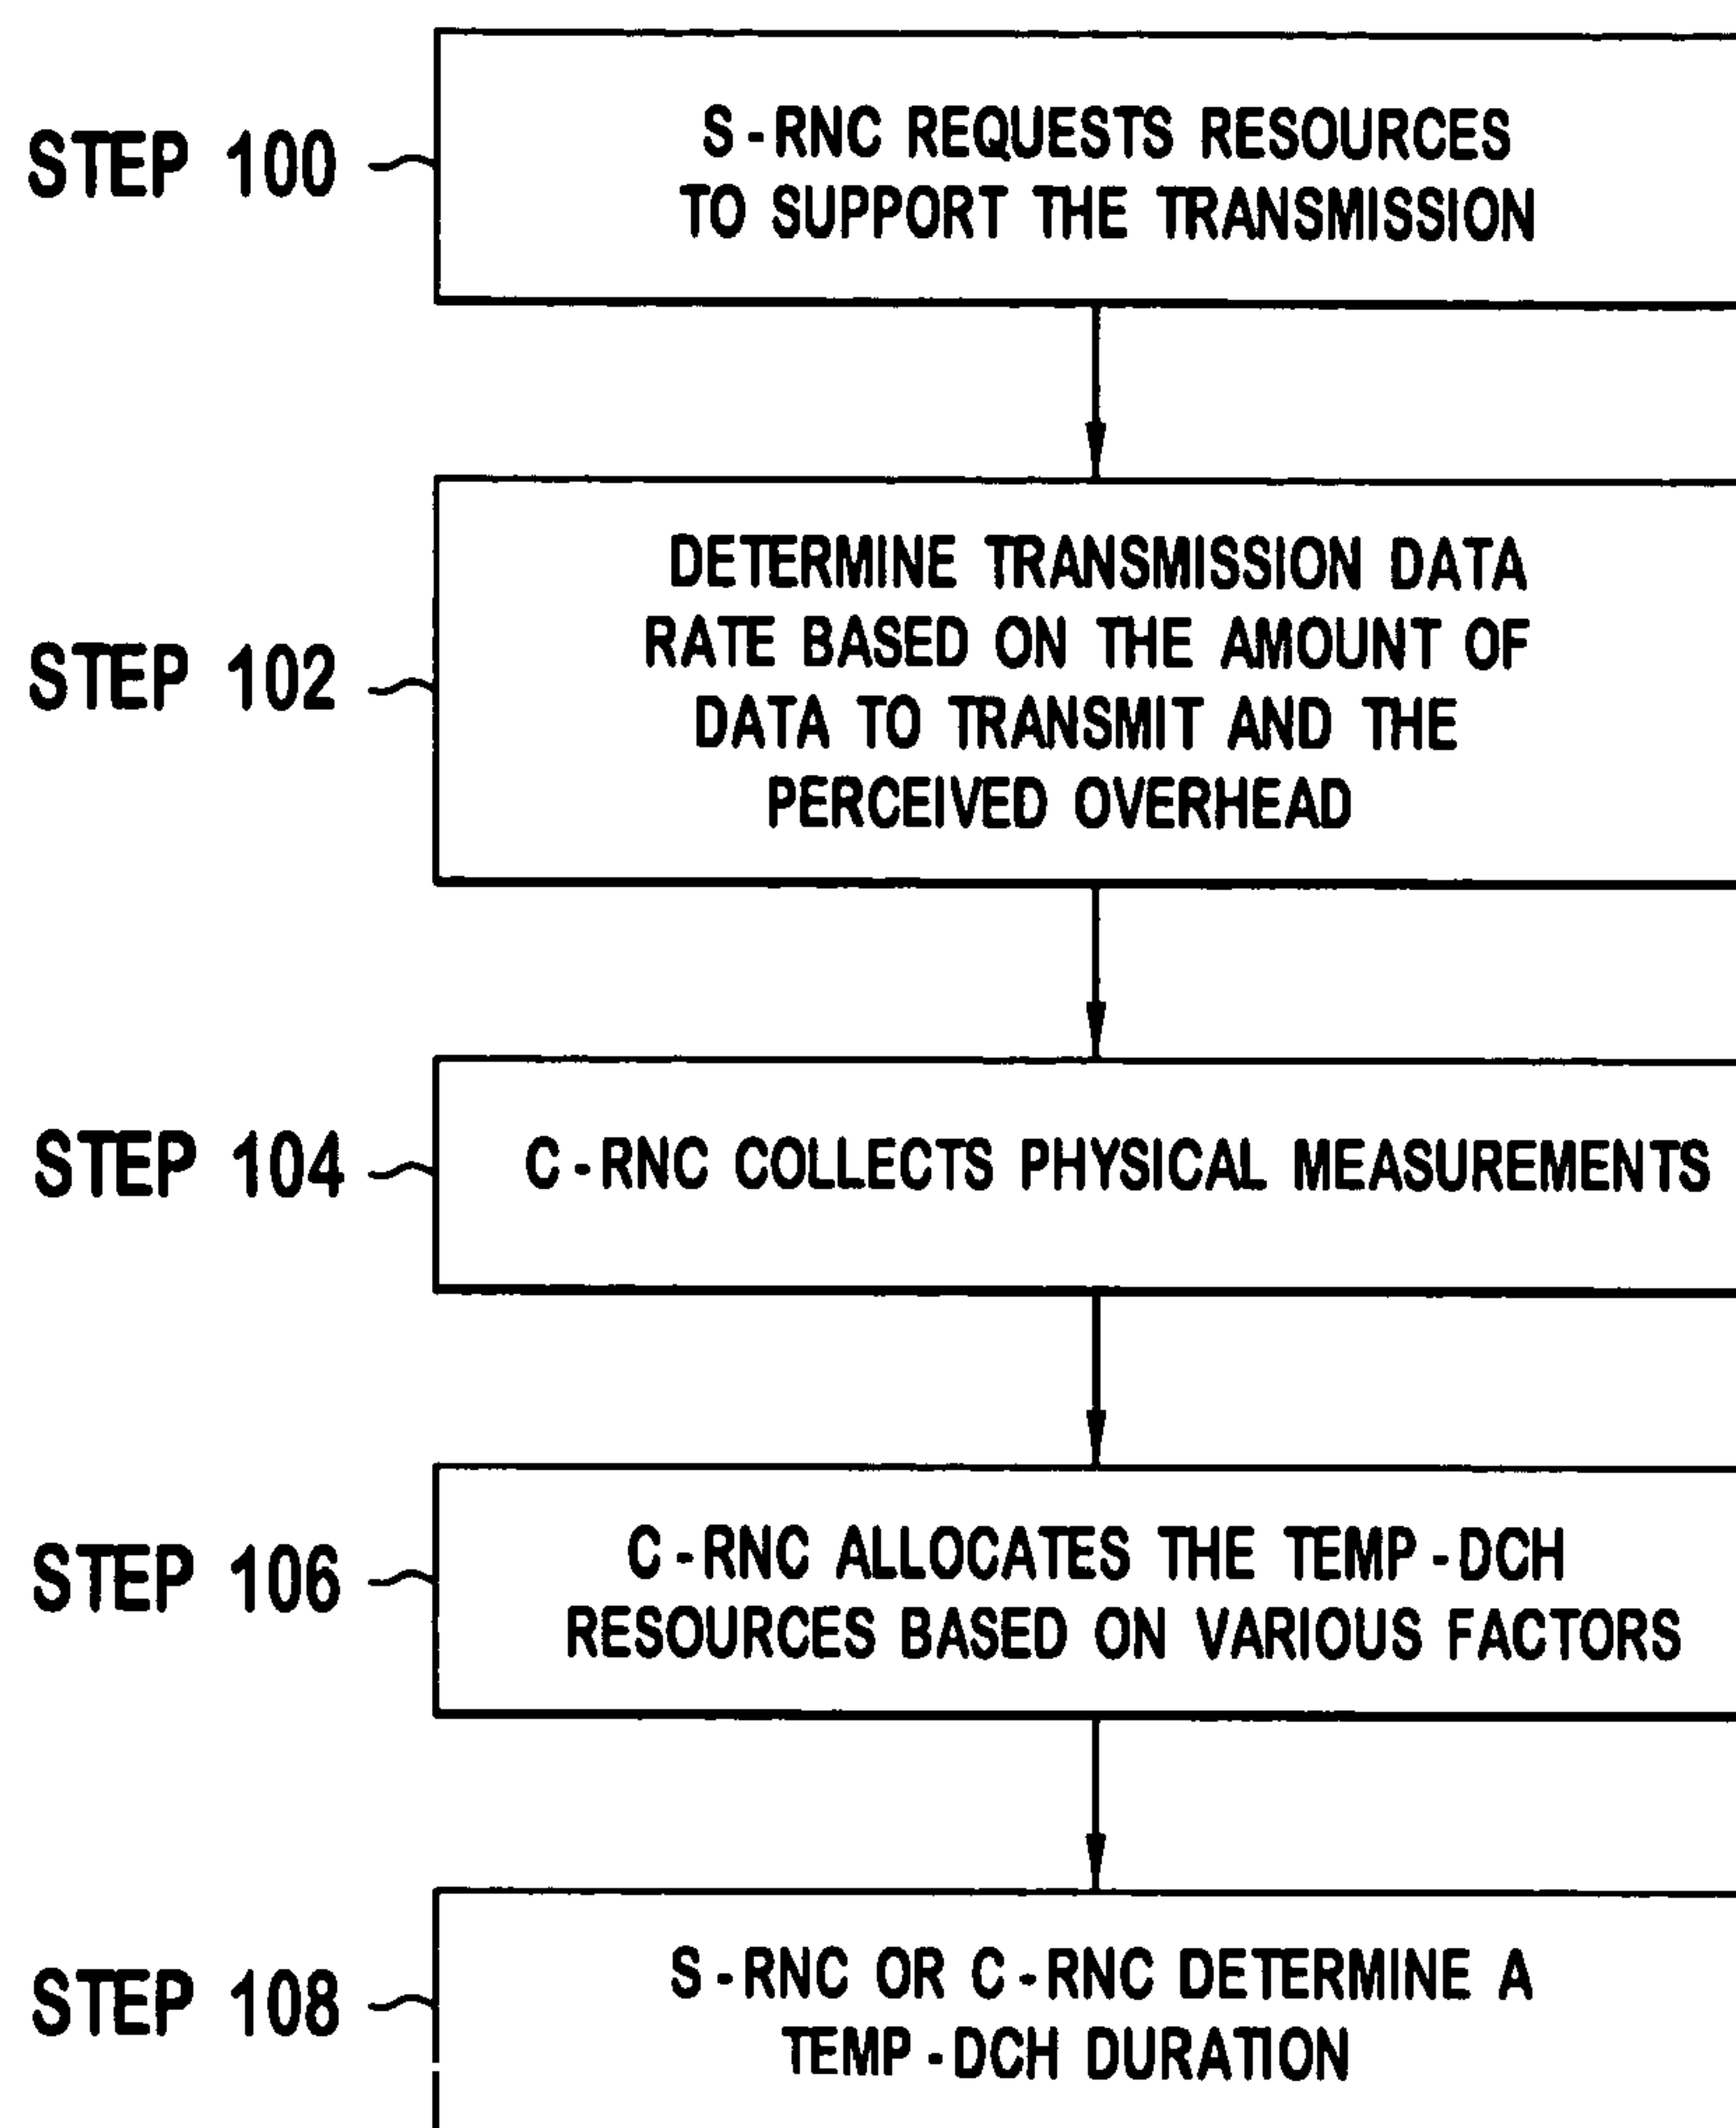 STEP 100
S-RNC REQUESTS RESOURCES
TO SUPPORT THE TRANSMISSION
STEP 102
DETERMINE TRANSMISSION DATA
RATE BASED ON THE AMOUNT OF
DATA TO TRANSMIT AND THE
PERCEIVED OVERHEAD
STEP 104
C-RNC COLLECTS PHYSICAL MEASUREMENTS
STEP 106
C-RNC ALLOCATES THE TEMP-DCH
RESOURCES BASED ON VARIOUS FACTORS
STEP 108
S-RNC OR C-RNC DETERMINE A
TEMP-DCH DURATION